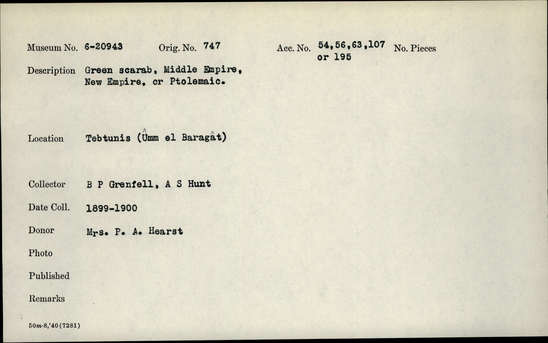 Museum No. 6-20943 Orig. No. 747 Acc. No. 54,56,63,107 No. Pieces
or 195
Description Green scarab, Middle Empire,
New Empire, or Ptolemaic.
Location Tebtunis (Ûmm el Baragât)
Collector B P Grenfell, A S Hunt
Date Coll. 1899-1900
Donor Mrs. P. A. Hearst
Photo
Published
Remarks
50m-8,'40(7281)